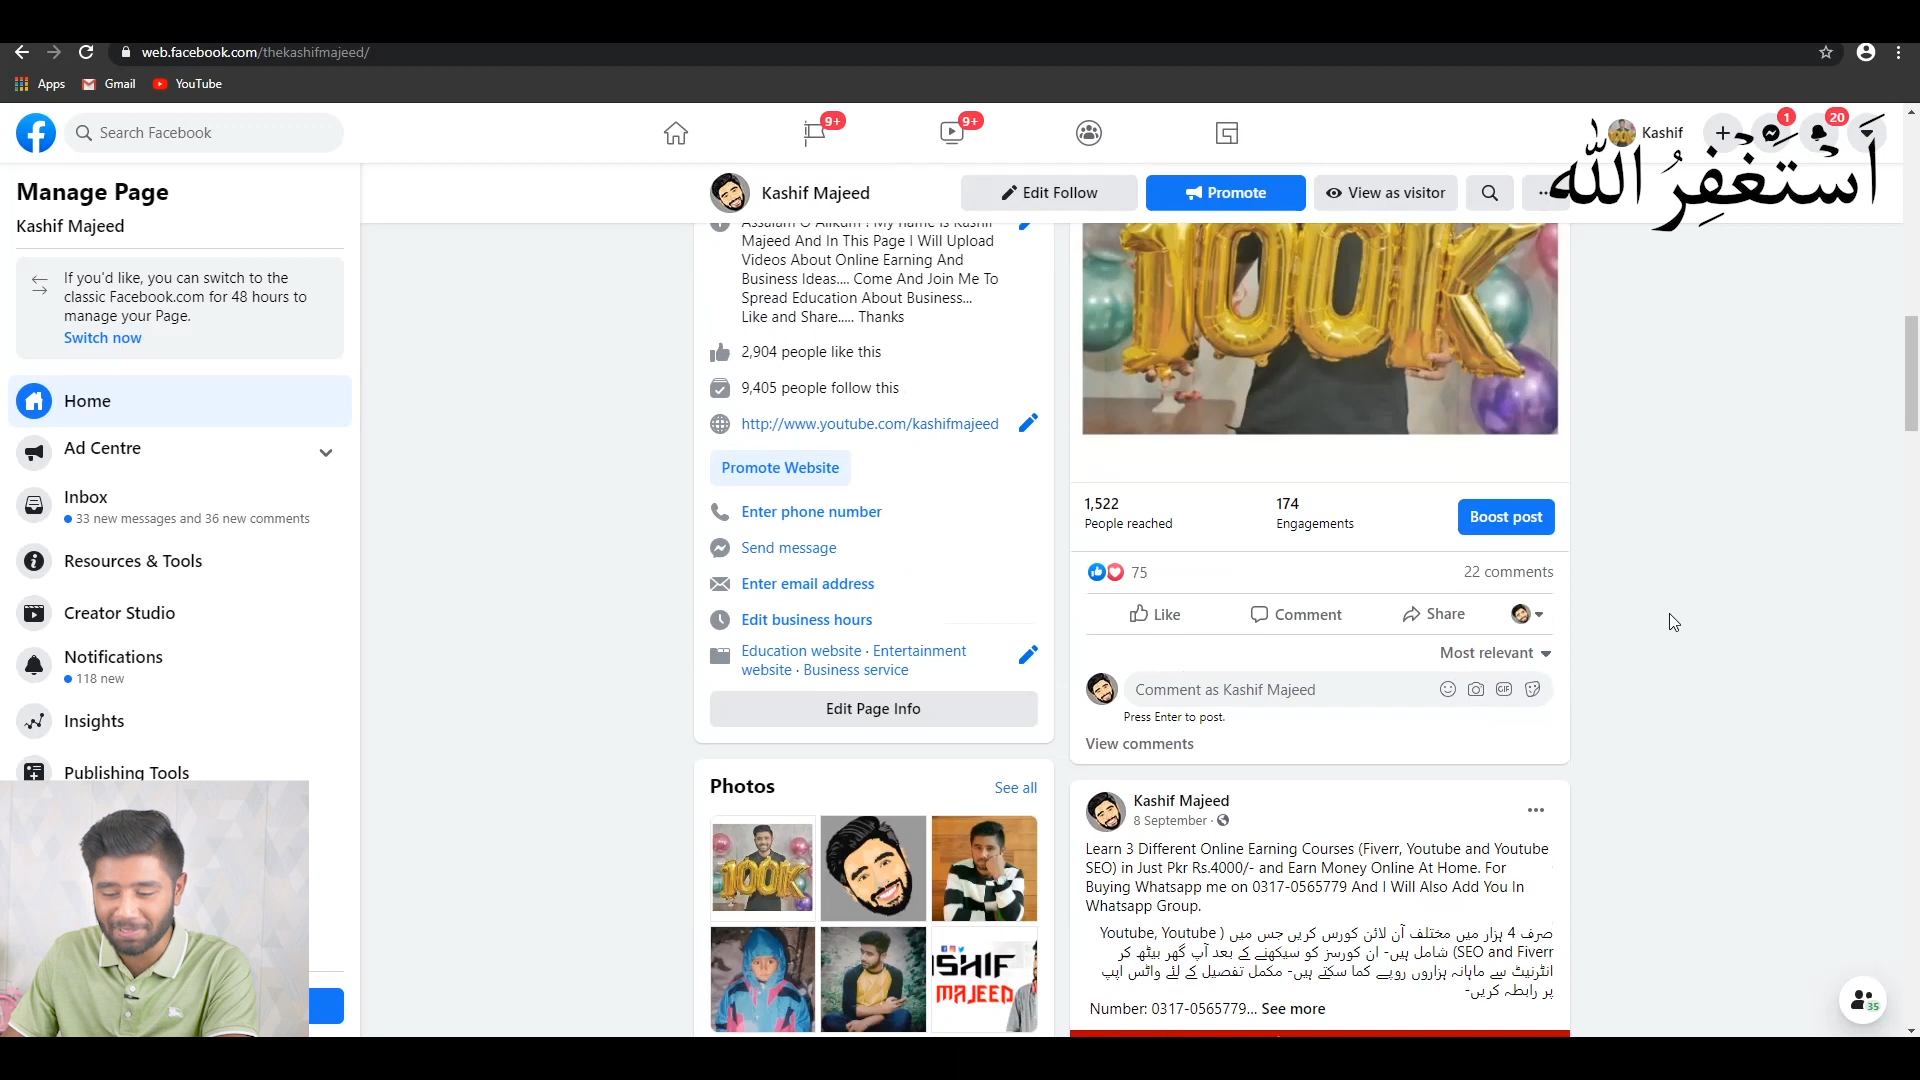 web.facebook.com/thekashifmajeed/
Apps
Gmail
YouTube
Search Facebook
9+
9+
Kashif
1
20
أَسْتَغْفِرُ اللّٰه
Manage Page
Kashif Majeed
If you'd like, you can switch to the
classic Facebook.com for 48 hours to
manage your Page.
Switch now
Home
Ad Centre
Inbox
33 new messages and 36 new comments
Resources & Tools
Creator Studio
Notifications
118 new
Insights
Publishing Tools
Kashif Majeed
Edit Follow
Promote
View as visitor
Assalam O Alikum ! My name is Kashif
Majeed And In This Page I Will Upload
Videos About Online Earning And
Business Ideas.... Come And Join Me To
Spread Education About Business...
Like and Share..... Thanks
2,904 people like this
9,405 people follow this
http://www.youtube.com/kashifmajeed
Promote Website
Enter phone number
Send message
Enter email address
Edit business hours
Education website · Entertainment
website · Business service
Edit Page Info
Photos
See all
100K
SHIF
MAJEED
100K
1,522
People reached
174
Engagements
Boost post
75
22 comments
Like
Comment
Share
Most relevant
Comment as Kashif Majeed
GIF
Press Enter to post.
View comments
Kashif Majeed
8 September ·
Learn 3 Different Online Earning Courses (Fiverr, Youtube and Youtube
SEO) in Just Pkr Rs.4000/- and Earn Money Online At Home. For
Buying Whatsapp me on 0317-0565779 And I Will Also Add You In
Whatsapp Group.
صرف 4 ہزار میں مختلف آن لائن کورس کریں جس میں ( Youtube, Youtube
SEO and Fiverr) شامل ہیں- ان کورسز کو سیکھنے کے بعد آپ گھر بیٹھ کر
انٹرنیٹ سے ماہانہ ہزاروں روپے کما سکتے ہیں- مکمل تفصیل کے لئے واٹس ایپ
پر رابطہ کریں-
Number: 0317-0565779... See more
35